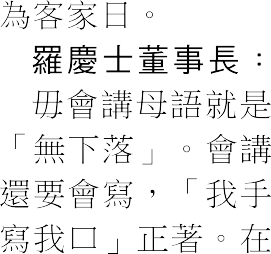 為客家日。
羅慶士董事長：
毋會講母語就是
「無下落」。會講
還要會寫，「我手
寫我口」正著。在